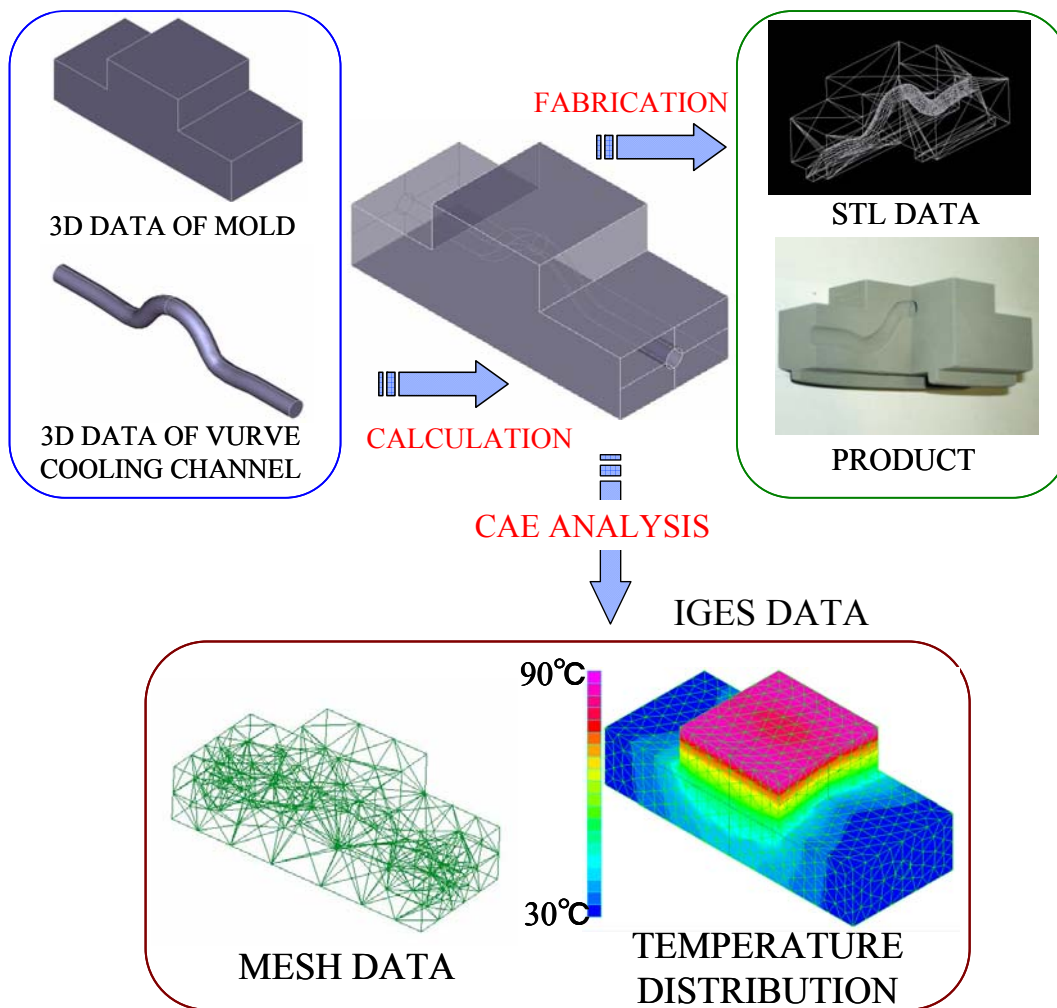 3D DATA OF MOLD
3D DATA OF VURVE
COOLING CHANNEL
CALCULATION
FABRICATION
STL DATA
PRODUCT
CAE ANALYSIS
IGES DATA
MESH DATA
90℃
30℃
TEMPERATURE
DISTRIBUTION